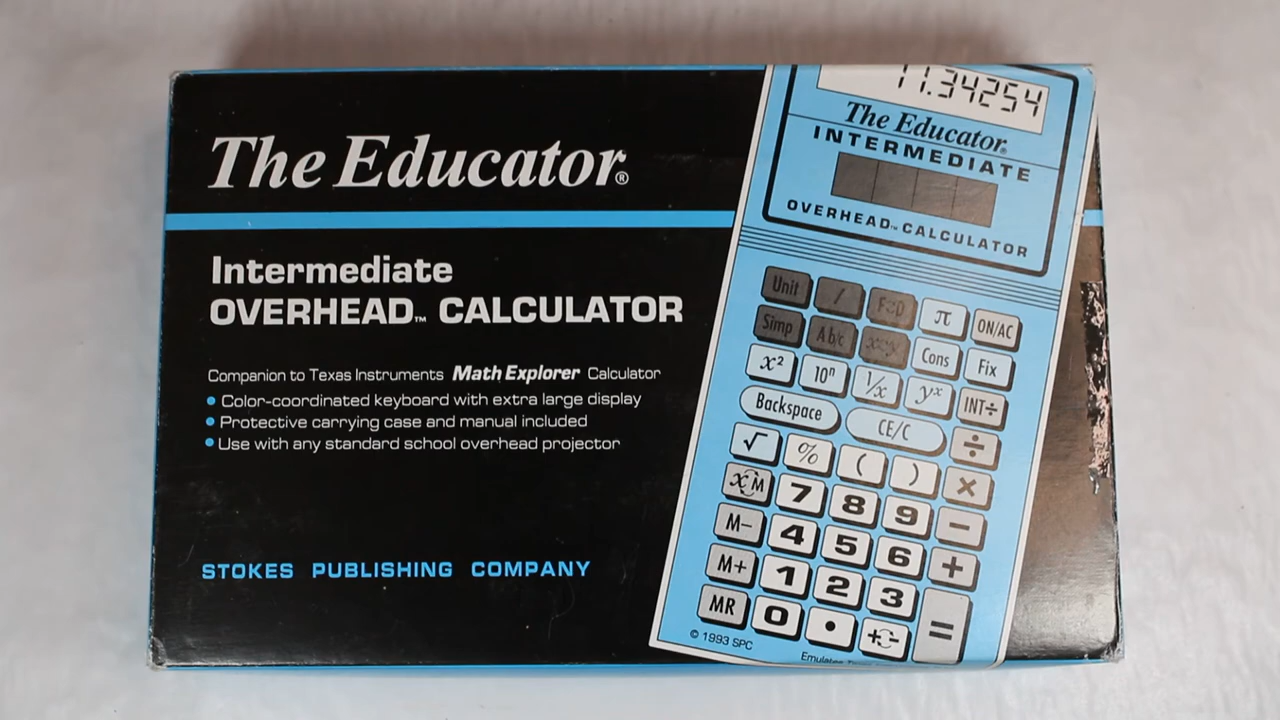 The Educator®
Intermediate
OVERHEAD™ CALCULATOR
Companion to Texas Instruments Math Explorer Calculator
• Color-coordinated keyboard with extra large display
• Protective carrying case and manual included
• Use with any standard school overhead projector
STOKES PUBLISHING COMPANY
11.34254
The Educator®
INTERMEDIATE
OVERHEAD™ CALCULATOR
Unit / F⇄D π ON/AC
Simp Ab/c x⇄y Cons Fix
x² 10ⁿ 1/x yˣ INT÷
Backspace CE/C ÷
√ % ( ) ×
x⇄M 7 8 9 −
M− 4 5 6 +
M+ 1 2 3 =
MR 0 • +⇄−
© 1993 SPC
Emulates